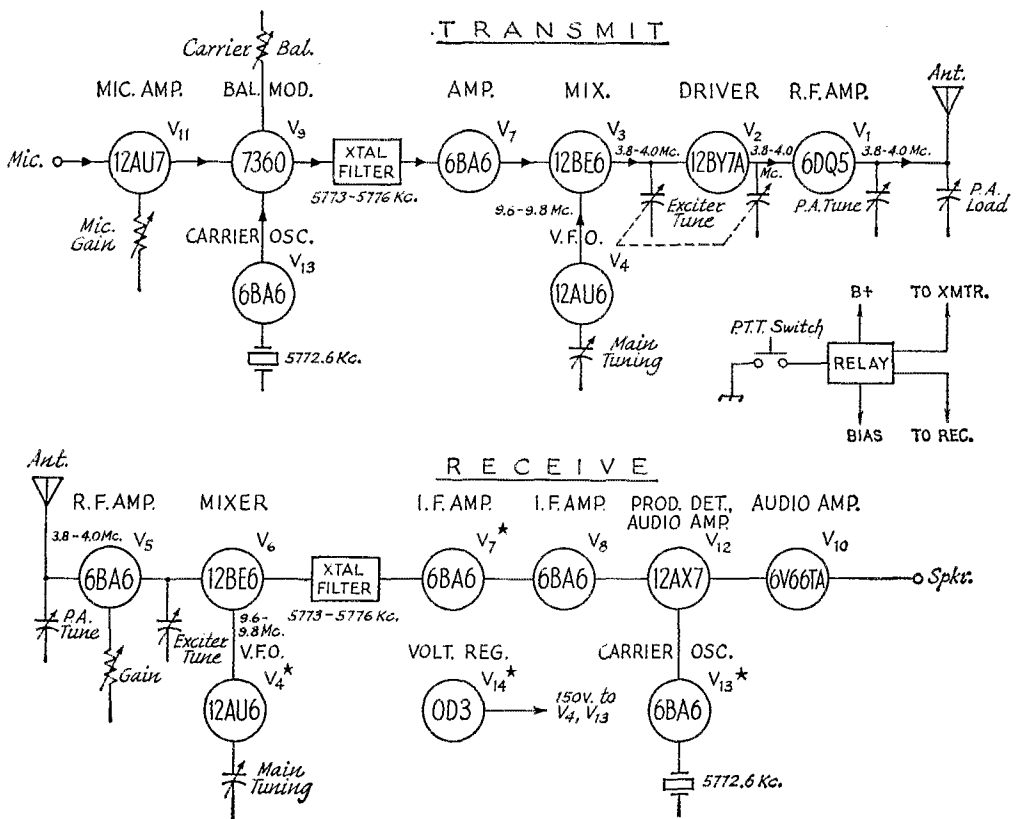 TRANSMIT
Carrier Bal.
MIC. AMP.
BAL. MOD.
AMP.
MIX.
DRIVER
R.F. AMP.
Ant.
V11
V9
V7
V3
V2
V1
Mic.
12AU7
7360
XTAL FILTER
6BA6
12BE6
3.8-4.0 Mc.
12BY7A
3.8-4.0 Mc.
6DQ5
3.8-4.0 Mc.
5773-5776 Kc.
Mic. Gain
CARRIER OSC.
V13
6BA6
5772.6 Kc.
9.6-9.8 Mc.
V.F.O.
V4
12AU6
Main Tuning
Exciter Tune
P.A. Tune
P.A. Load
P.T.T. Switch
B+
TO XMTR.
RELAY
BIAS
TO REC.
RECEIVE
Ant.
R.F. AMP.
MIXER
I.F. AMP.
I.F. AMP.
PROD. DET.,
AUDIO AMP.
AUDIO AMP.
3.8-4.0 Mc.
V5
V6
V7★
V8
V12
V10
6BA6
12BE6
XTAL FILTER
6BA6
6BA6
12AX7
6V66TA
Spkr.
5773-5776 Kc.
P.A. Tune
Gain
Exciter Tune
9.6-
9.8 Mc.
V.F.O.
V4★
12AU6
Main Tuning
VOLT. REG.
V14★
OD3
150v. to
V4, V13
CARRIER OSC.
V13★
6BA6
5772.6 Kc.